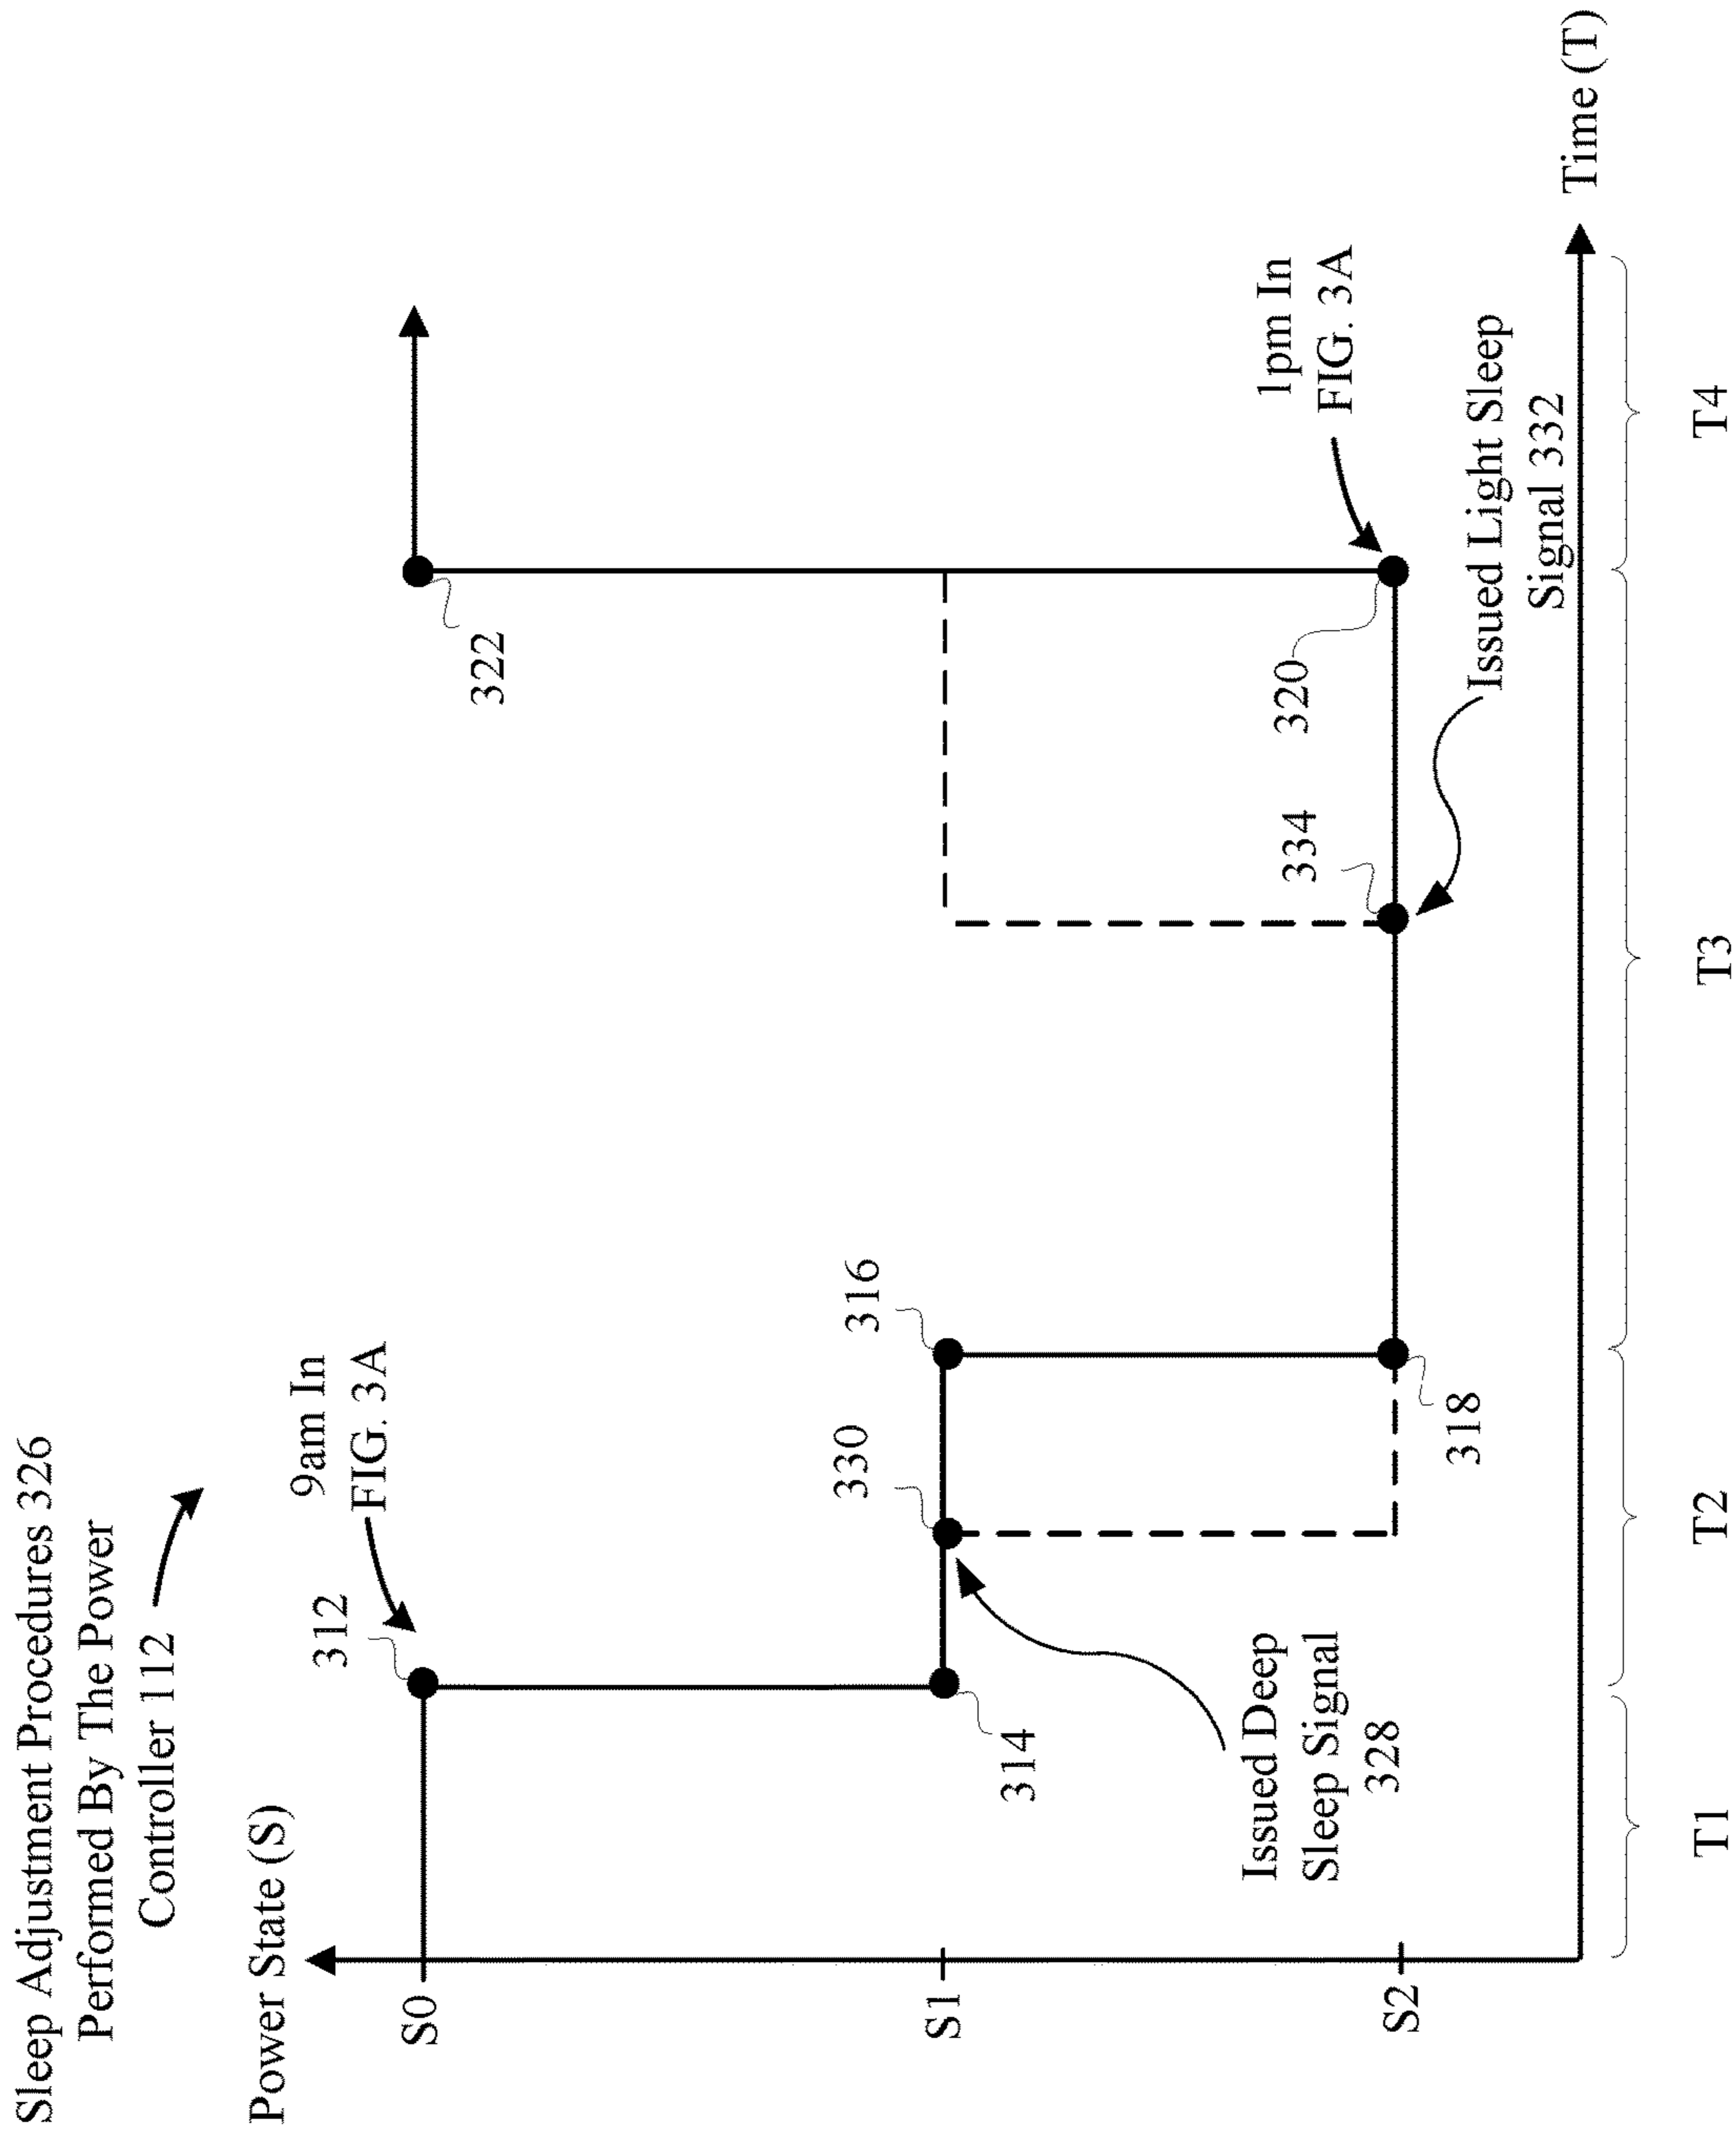 Sleep Adjustment Procedures 326
Performed By The Power
Controller 112
Power State (S)
S0
S1
S2
312
9am In
FIG. 3A
314
330
316
Issued Deep
Sleep Signal
328
318
322
334
320
1pm In
FIG. 3A
Issued Light Sleep
Signal 332
Time (T)
T1
T2
T3
T4